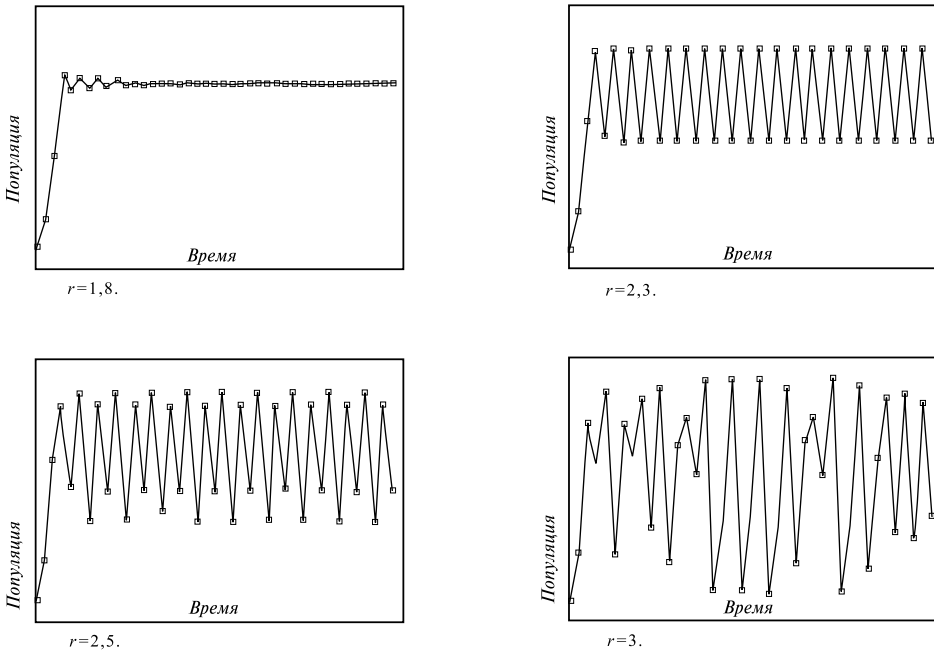 Популяция
Время
r=1,8.
Популяция
Время
r=2,3.
Популяция
Время
r=2,5.
Популяция
Время
r=3.